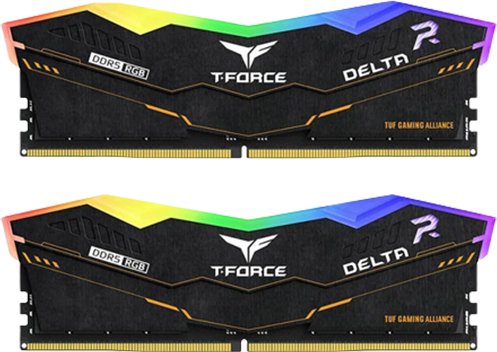 DDR5 RGB
T-FORCE
DELTA R
TUF GAMING ALLIANCE
DDR5 RGB
T-FORCE
DELTA R
TUF GAMING ALLIANCE